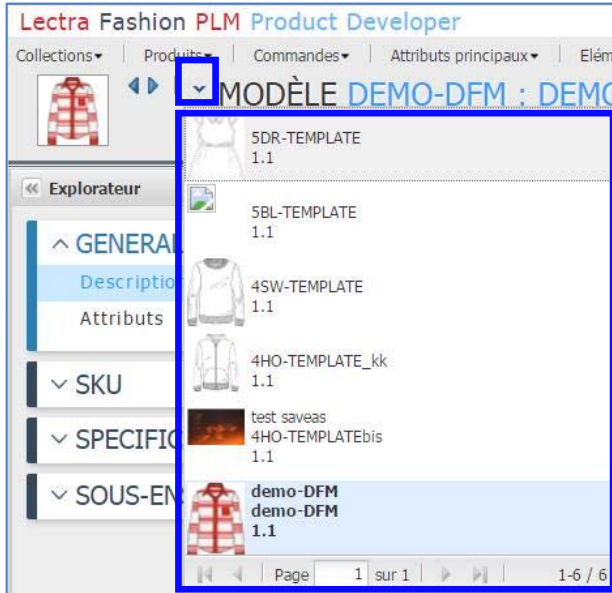 Lectra Fashion PLM Product Developer
Collections▾ Produits▾ Commandes▾ Attributs principaux▾ Elém
MODÈLE DEMO-DFM : DEMO
5DR-TEMPLATE
1.1
Explorateur
5BL-TEMPLATE
1.1
GENERAL
Descriptio
4SW-TEMPLATE
1.1
Attributs
4HO-TEMPLATE_kk
1.1
SKU
test saveas
4HO-TEMPLATEbis
1.1
SPECIFIC
demo-DFM
demo-DFM
1.1
SOUS-EN
Page 1 sur 1 1-6 / 6